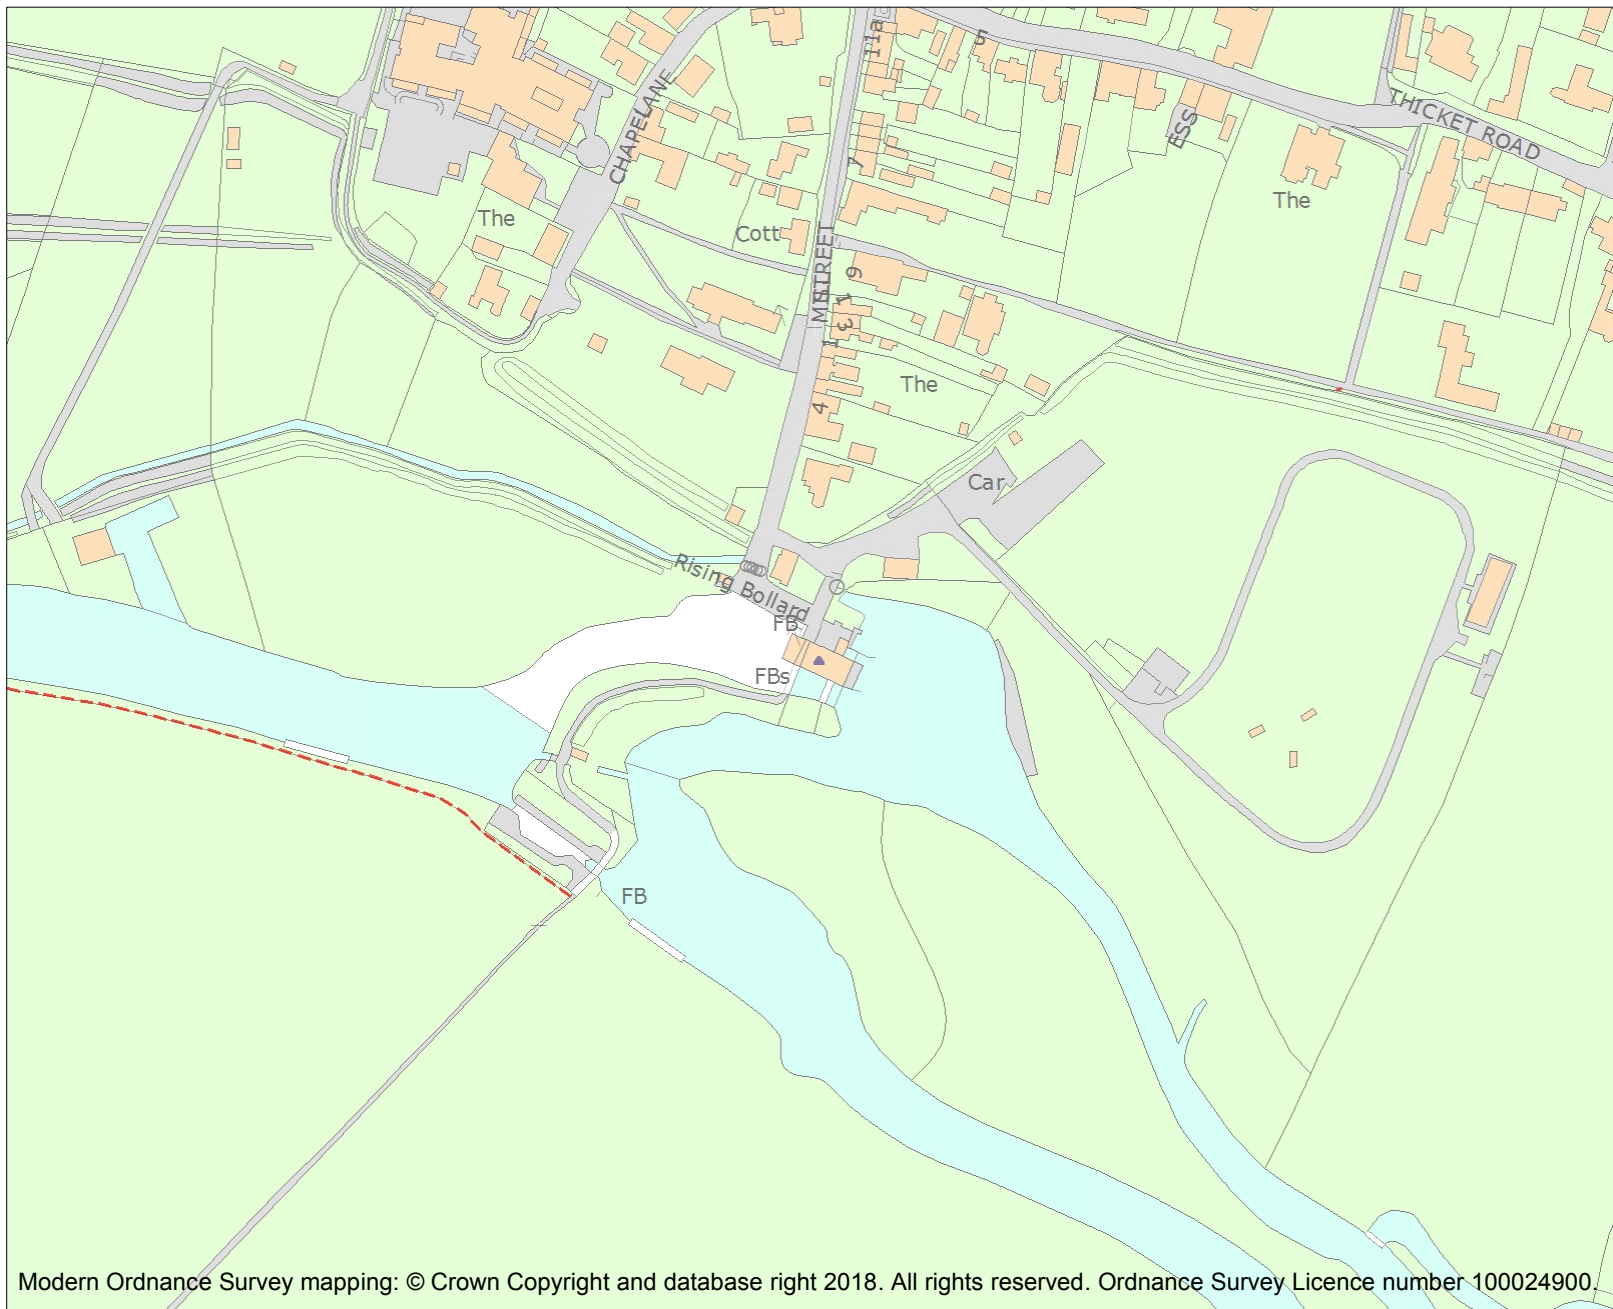 11a
5
CHAPEL LANE
ESS
THICKET ROAD
7
The
The
Cott
MILL STREET
9
1
3
1
The
4
Car
Rising Bollard
FB
FBs
FB
Modern Ordnance Survey mapping: © Crown Copyright and database right 2018. All rights reserved. Ordnance Survey Licence number 100024900.